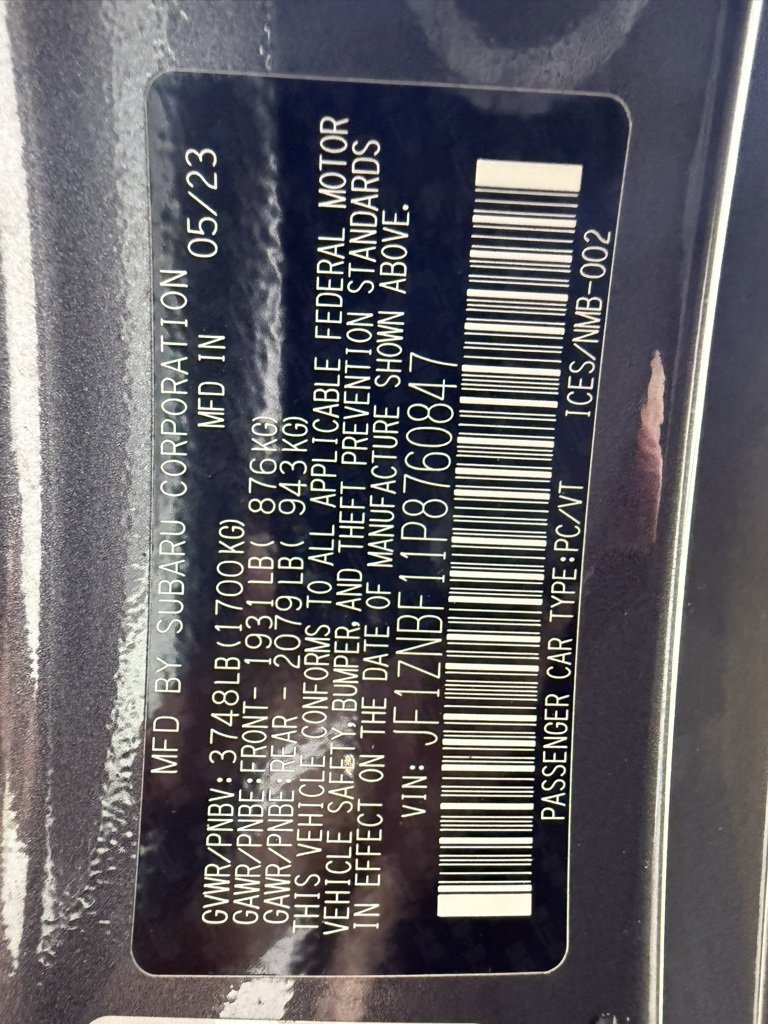 MFD BY SUBARU CORPORATION
MFD IN 05/23
GVWR/PNBV: 3748LB(1700KG)
GAWR/PNBE:FRONT- 1931LB( 876KG)
GAWR/PNBE:REAR - 2079LB( 943KG)
THIS VEHICLE CONFORMS TO ALL APPLICABLE FEDERAL MOTOR
VEHICLE SAFETY, BUMPER, AND THEFT PREVENTION STANDARDS
IN EFFECT ON THE DATE OF MANUFACTURE SHOWN ABOVE.
VIN: JF1ZNBF11P8760847
PASSENGER CAR TYPE:PC/VT ICES/NMB-002